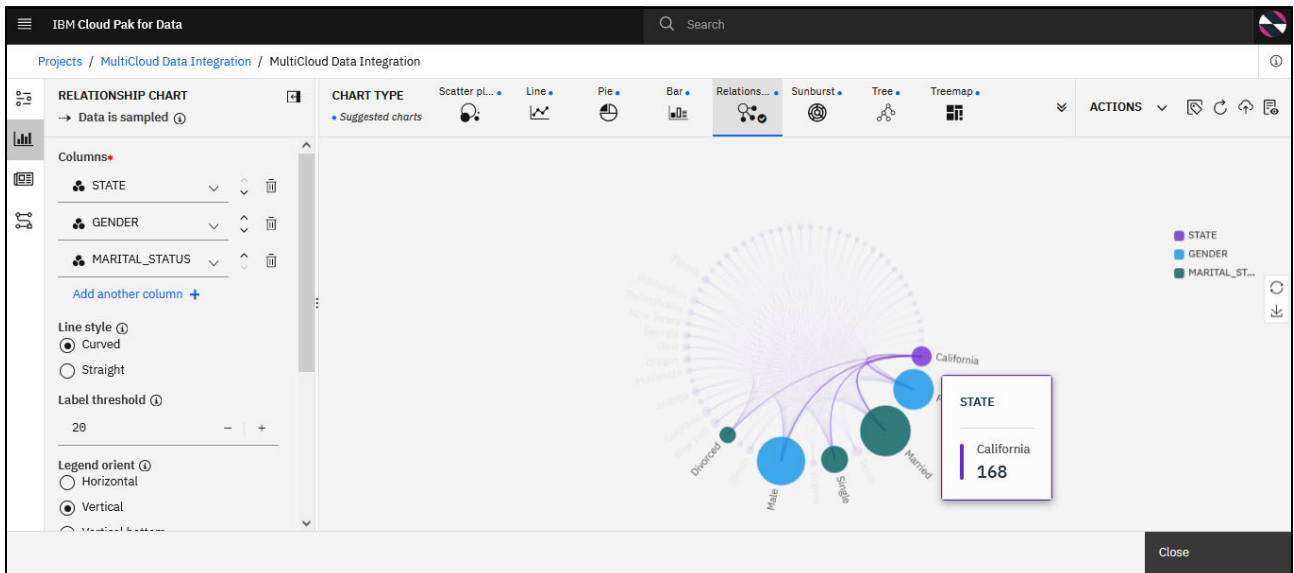 IBM Cloud Pak for Data
Search
Projects / MultiCloud Data Integration / MultiCloud Data Integration
RELATIONSHIP CHART
→ Data is sampled
CHART TYPE
• Suggested charts
Scatter pl...
Line
Pie
Bar
Relations...
Sunburst
Tree
Treemap
ACTIONS
Columns*
STATE
GENDER
MARITAL_STATUS
Add another column +
Line style
Curved
Straight
Label threshold
20 - | +
Legend orient
Horizontal
Vertical
Vertical bottom
STATE
GENDER
MARITAL_ST...
California
STATE
California
168
Married
Single
Male
Divorced
Close